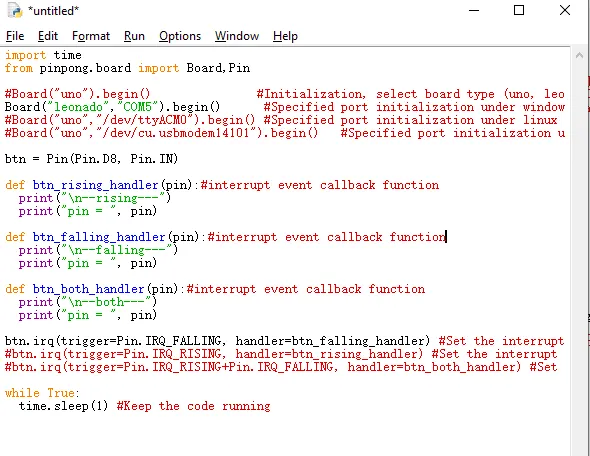 *untitled*
File Edit Format Run Options Window Help
import time
from pinpong.board import Board,Pin
#Board("uno").begin() #Initialization, select board type (uno, leo
Board("leonado","COM5").begin() #Specified port initialization under window
#Board("uno","/dev/ttyACM0").begin() #Specified port initialization under linux
#Board("uno","/dev/cu.usbmodem14101").begin() #Specified port initialization u
btn = Pin(Pin.D8, Pin.IN)
def btn_rising_handler(pin):#interrupt event callback function
  print("\n--rising---")
  print("pin = ", pin)
def btn_falling_handler(pin):#interrupt event callback function
  print("\n--falling---")
  print("pin = ", pin)
def btn_both_handler(pin):#interrupt event callback function
  print("\n--both---")
  print("pin = ", pin)
btn.irq(trigger=Pin.IRQ_FALLING, handler=btn_falling_handler) #Set the interrupt
#btn.irq(trigger=Pin.IRQ_RISING, handler=btn_rising_handler) #Set the interrupt
#btn.irq(trigger=Pin.IRQ_RISING+Pin.IRQ_FALLING, handler=btn_both_handler) #Set
while True:
  time.sleep(1) #Keep the code running